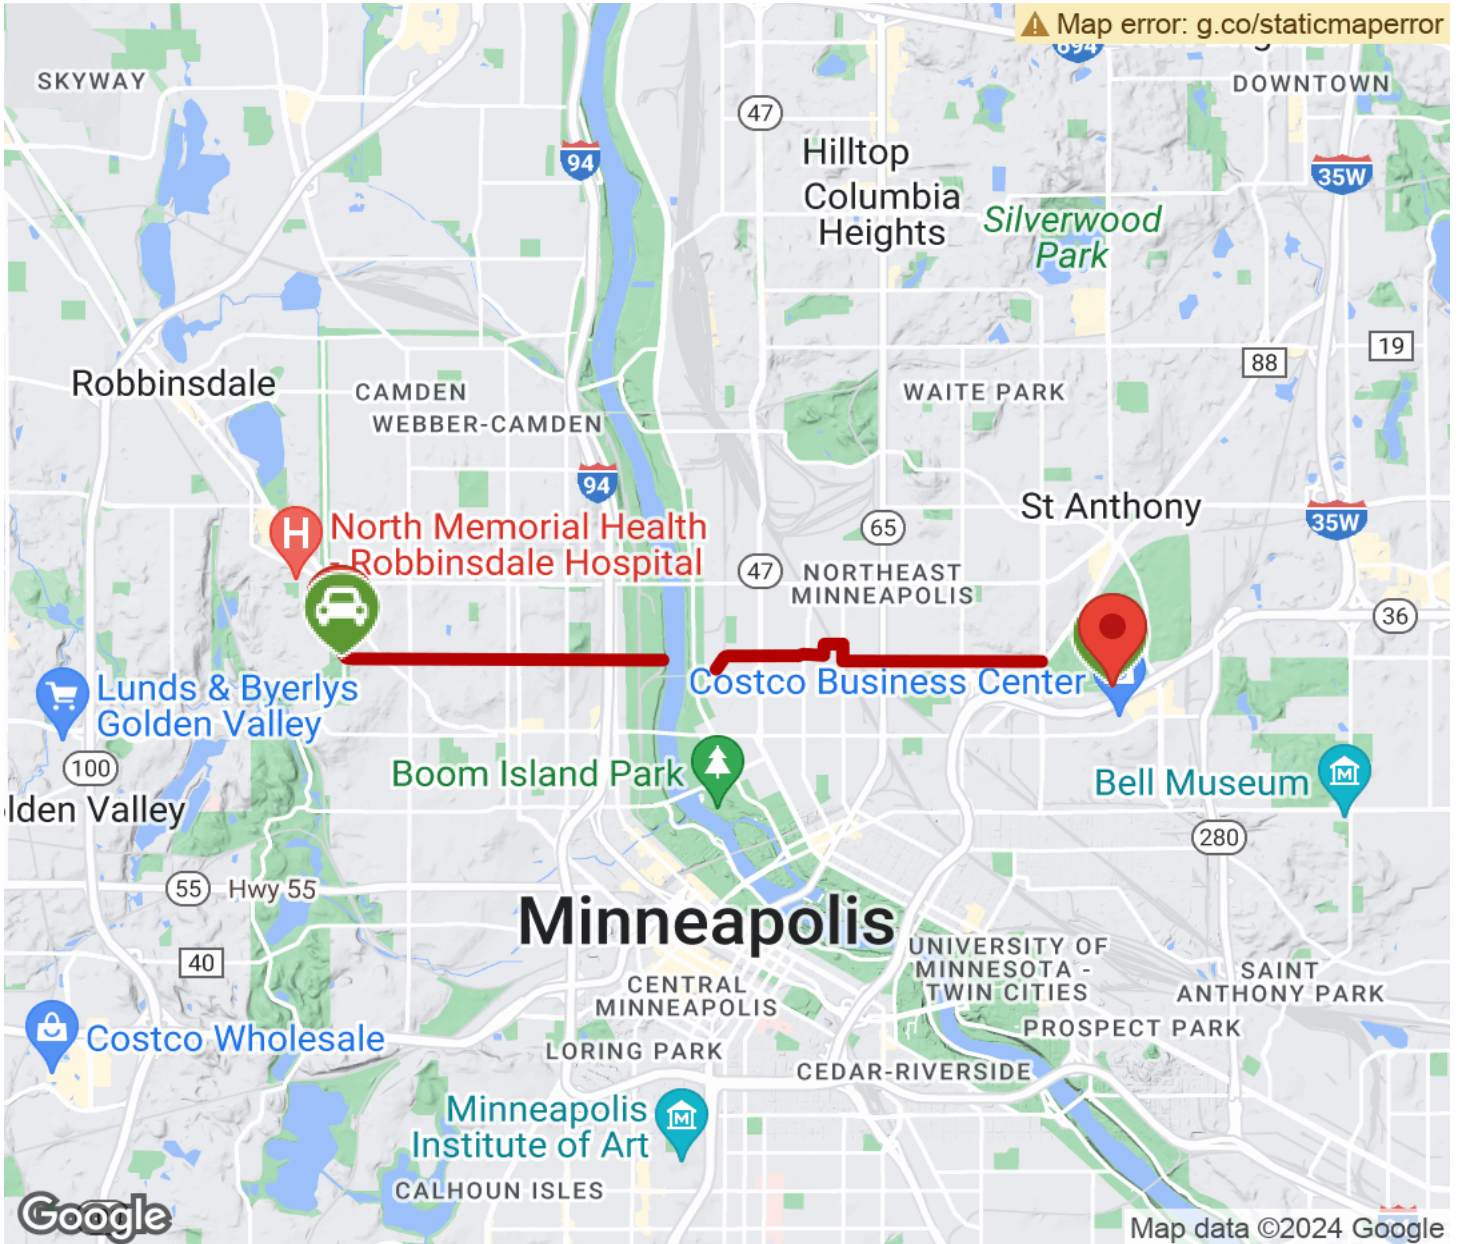 Map error: g.co/staticmaperror
694
SKYWAY
DOWNTOWN
47
94
Hilltop
35W
Columbia
Heights
Silverwood
Park
19
88
Robbinsdale
CAMDEN
WAITE PARK
WEBBER-CAMDEN
94
St Anthony
35W
65
H
North Memorial Health
- Robbinsdale Hospital
47
NORTHEAST
MINNEAPOLIS
36
Lunds & Byerlys
Golden Valley
Costco Business Center
100
Boom Island Park
Bell Museum
lden Valley
280
55
Hwy 55
Minneapolis
40
UNIVERSITY OF
MINNESOTA -
TWIN CITIES
CENTRAL
MINNEAPOLIS
SAINT
ANTHONY PARK
PROSPECT PARK
Costco Wholesale
LORING PARK
CEDAR-RIVERSIDE
Minneapolis
Institute of Art
CALHOUN ISLES
Google
Map data ©2024 Google